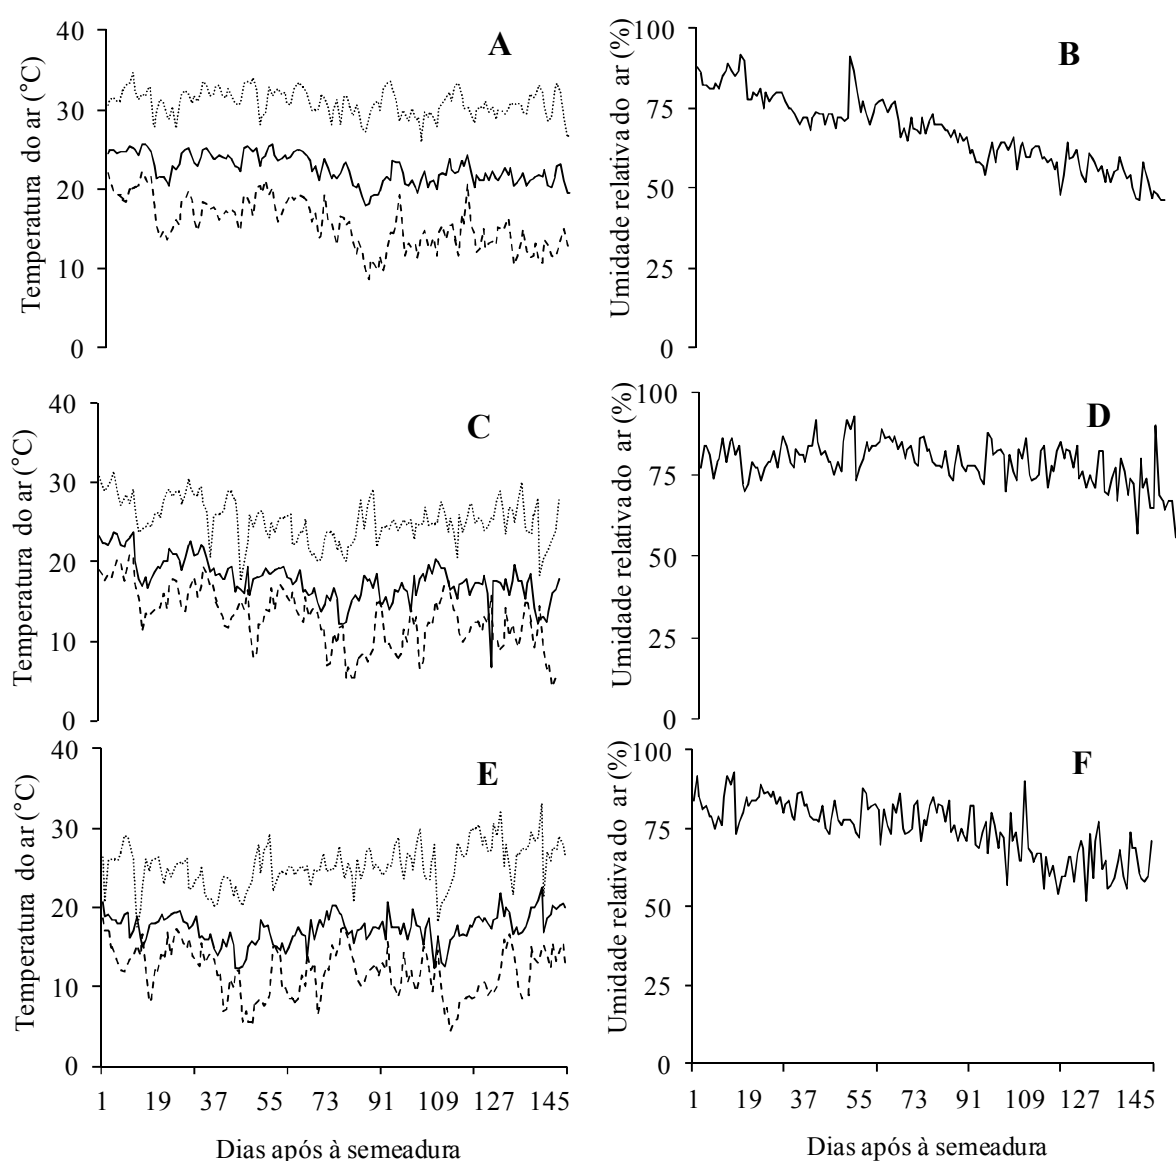 A
Temperatura do ar (°C)
40
30
20
10
0
B
Umidade relativa do ar (%)
100
75
50
25
0
C
Temperatura do ar (°C)
40
30
20
10
0
D
Umidade relativa do ar (%)
100
75
50
25
0
E
Temperatura do ar (°C)
40
30
20
10
0
1 19 37 55 73 91 109 127 145
Dias após à semeadura
F
Umidade relativa do ar (%)
100
75
50
25
0
1 19 37 55 73 91 109 127 145
Dias após à semeadura